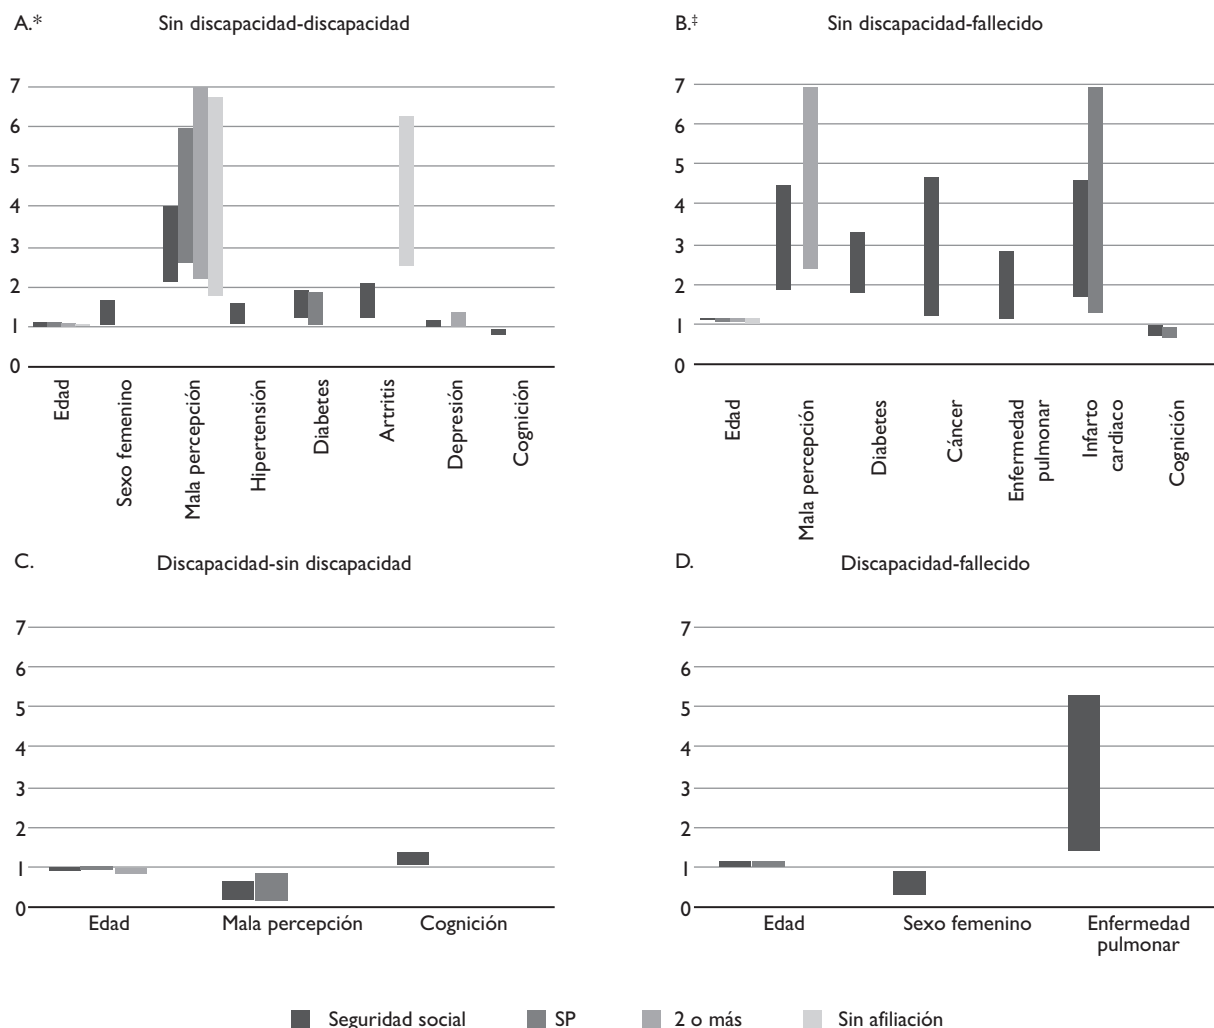 A.* Sin discapacidad-discapacidad
7
6
5
4
3
2
1
0
Edad
Sexo femenino
Mala percepción
Hipertensión
Diabetes
Artritis
Depresión
Cognición
B.‡ Sin discapacidad-fallecido
7
6
5
4
3
2
1
0
Edad
Mala percepción
Diabetes
Cáncer
Enfermedad
pulmonar
Infarto
cardiaco
Cognición
C. Discapacidad-sin discapacidad
7
6
5
4
3
2
1
0
Edad Mala percepción Cognición
D. Discapacidad-fallecido
7
6
5
4
3
2
1
0
Edad Sexo femenino Enfermedad
pulmonar
Seguridad social SP 2 o más Sin afiliación